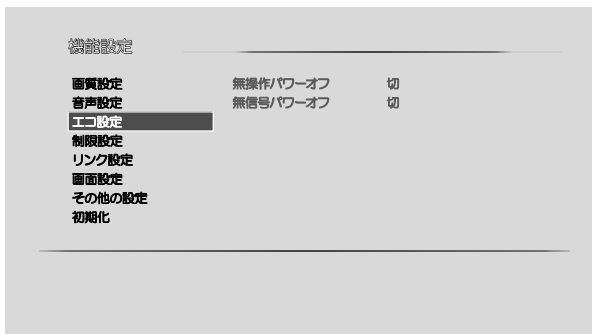 機能設定
画質設定 無操作パワーオフ 切
音声設定 無信号パワーオフ 切
エコ設定
制限設定
リンク設定
画面設定
その他の設定
初期化